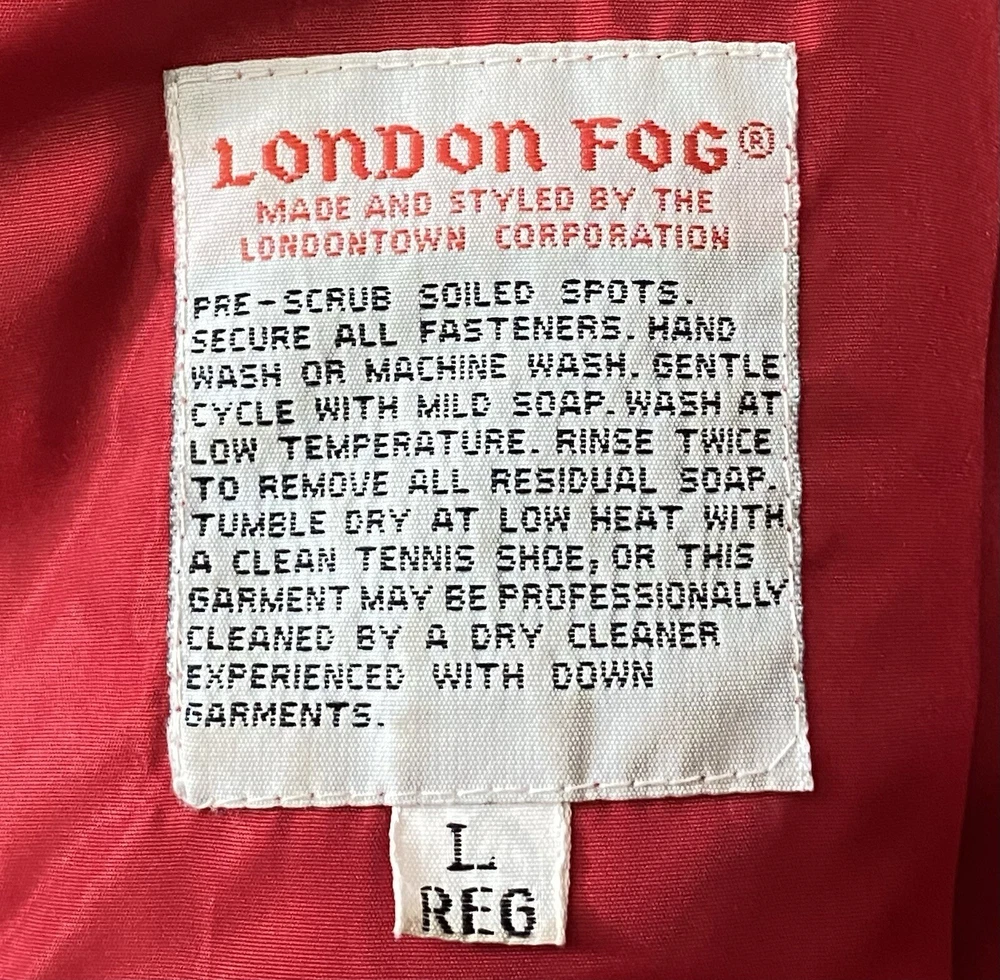 LONDON FOG®
MADE AND STYLED BY THE
LONDONTOWN CORPORATION
PRE-SCRUB SOILED SPOTS.
SECURE ALL FASTENERS. HAND
WASH OR MACHINE WASH. GENTLE
CYCLE WITH MILD SOAP. WASH AT
LOW TEMPERATURE. RINSE TWICE
TO REMOVE ALL RESIDUAL SOAP.
TUMBLE DRY AT LOW HEAT WITH
A CLEAN TENNIS SHOE, OR THIS
GARMENT MAY BE PROFESSIONALLY
CLEANED BY A DRY CLEANER
EXPERIENCED WITH DOWN
GARMENTS.
L
REG